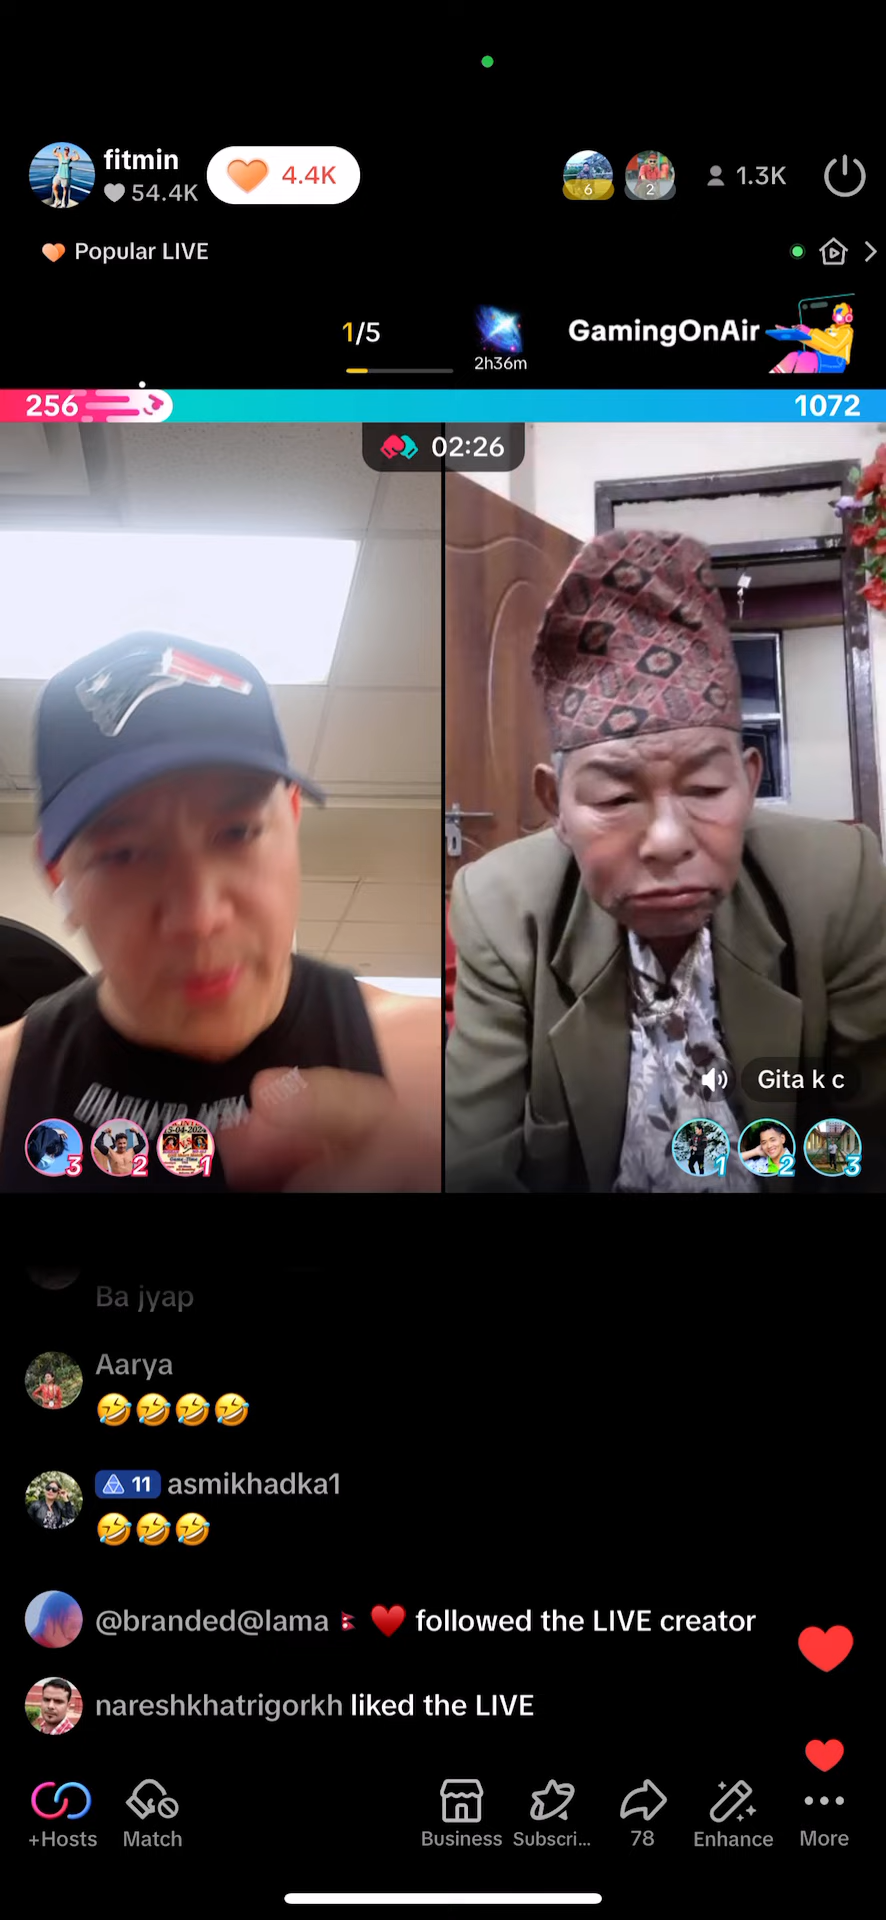 fitmin
54.4K
4.4K
6
2
1.3K
Popular LIVE
1/5
2h36m
GamingOnAir
256
1072
02:26
Gita k c
3
2
1
1
2
3
Ba jyap
Aarya
🤣🤣🤣🤣
11 asmikhadka1
🤣🤣🤣
@branded@lama🇳🇵❤️ followed the LIVE creator
nareshkhatrigorkh liked the LIVE
+Hosts
Match
Business
Subscri...
78
Enhance
More